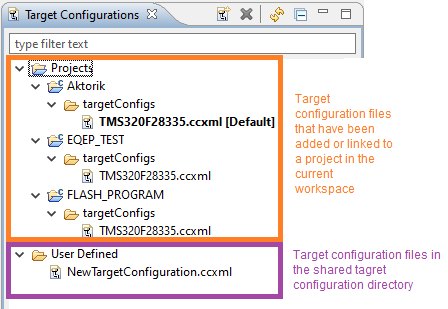 Target Configurations
type filter text
Projects
Aktorik
targetConfigs
TMS320F28335.ccxml [Default]
EQEP_TEST
targetConfigs
TMS320F28335.ccxml
FLASH_PROGRAM
targetConfigs
TMS320F28335.ccxml
User Defined
NewTargetConfiguration.ccxml
Target
configuration files
that have been
added or linked to
a project in the
current
workspace
Target configuration files in
the shared tagret
configuration directory